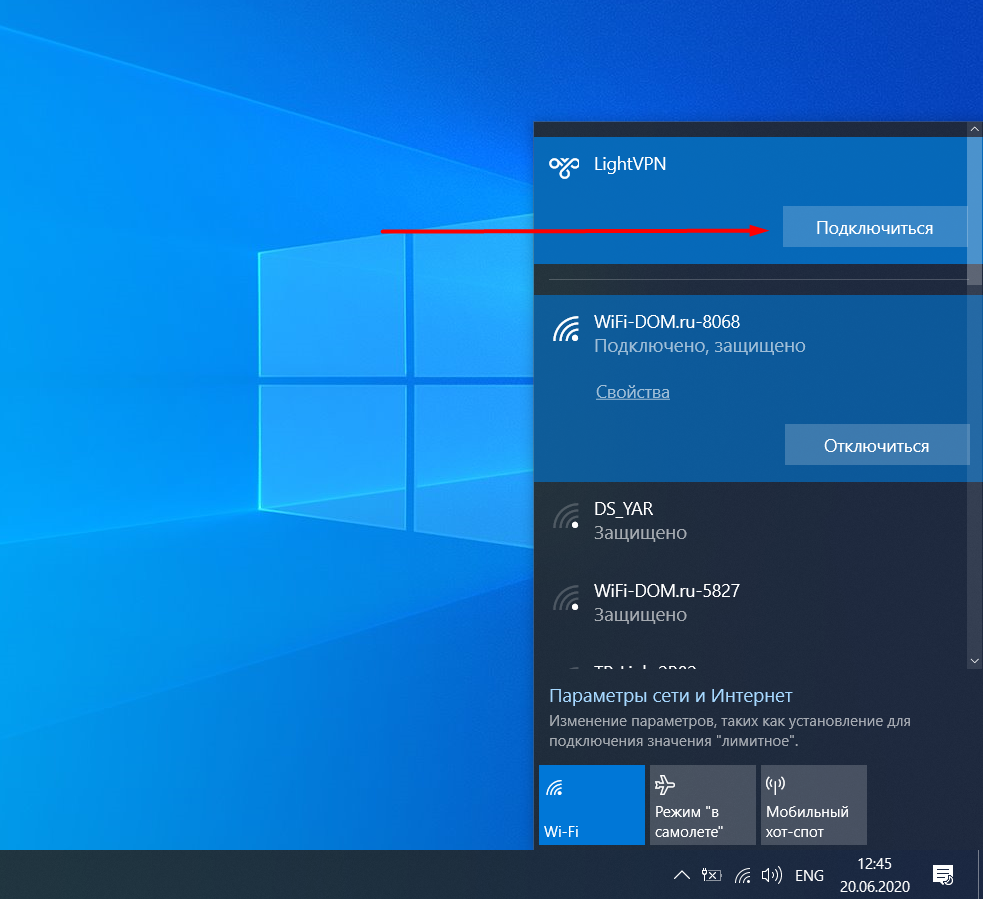 LightVPN
Подключиться
WiFi-DOM.ru-8068
Подключено, защищено
Свойства
Отключиться
DS_YAR
Защищено
WiFi-DOM.ru-5827
Защищено
Параметры сети и Интернет
Изменение параметров, таких как установление для
подключения значения "лимитное".
Wi-Fi
Режим "в
самолете"
Мобильный
хот-спот
ENG
12:45
20.06.2020